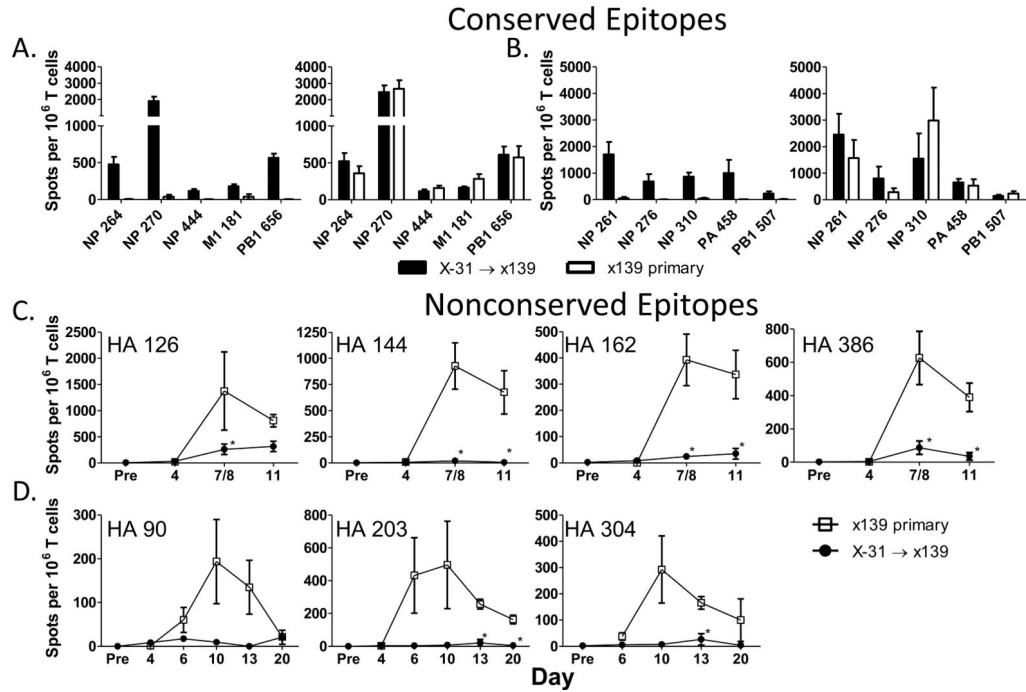 Conserved Epitopes
A.
B.
Spots per 10⁶ T cells
4000
3000
2000
1000
1000
500
0
NP 264
NP 270
NP 444
M1 181
PB1 656
4000
3000
2000
1000
1000
500
0
NP 264
NP 270
NP 444
M1 181
PB1 656
5000
4000
3000
2000
1000
0
NP 261
NP 276
NP 310
PA 458
PB1 507
5000
4000
3000
2000
1000
0
NP 261
NP 276
NP 310
PA 458
PB1 507
X-31 → x139
x139 primary
Nonconserved Epitopes
C.
Spots per 10⁶ T cells
HA 126
2500
2000
1500
1000
500
0
*
Pre 4 7/8 11
HA 144
1250
1000
750
500
250
0
* *
Pre 4 7/8 11
HA 162
500
400
300
200
100
0
* *
Pre 4 7/8 11
HA 386
800
600
400
200
0
* *
Pre 4 7/8 11
D.
Spots per 10⁶ T cells
HA 90
300
200
100
0
Pre 4 6 10 13 20
HA 203
800
600
400
200
0
* *
Pre 4 6 10 13 20
HA 304
500
400
300
200
100
0
*
Pre 6 10 13 20
x139 primary
X-31 → x139
Day